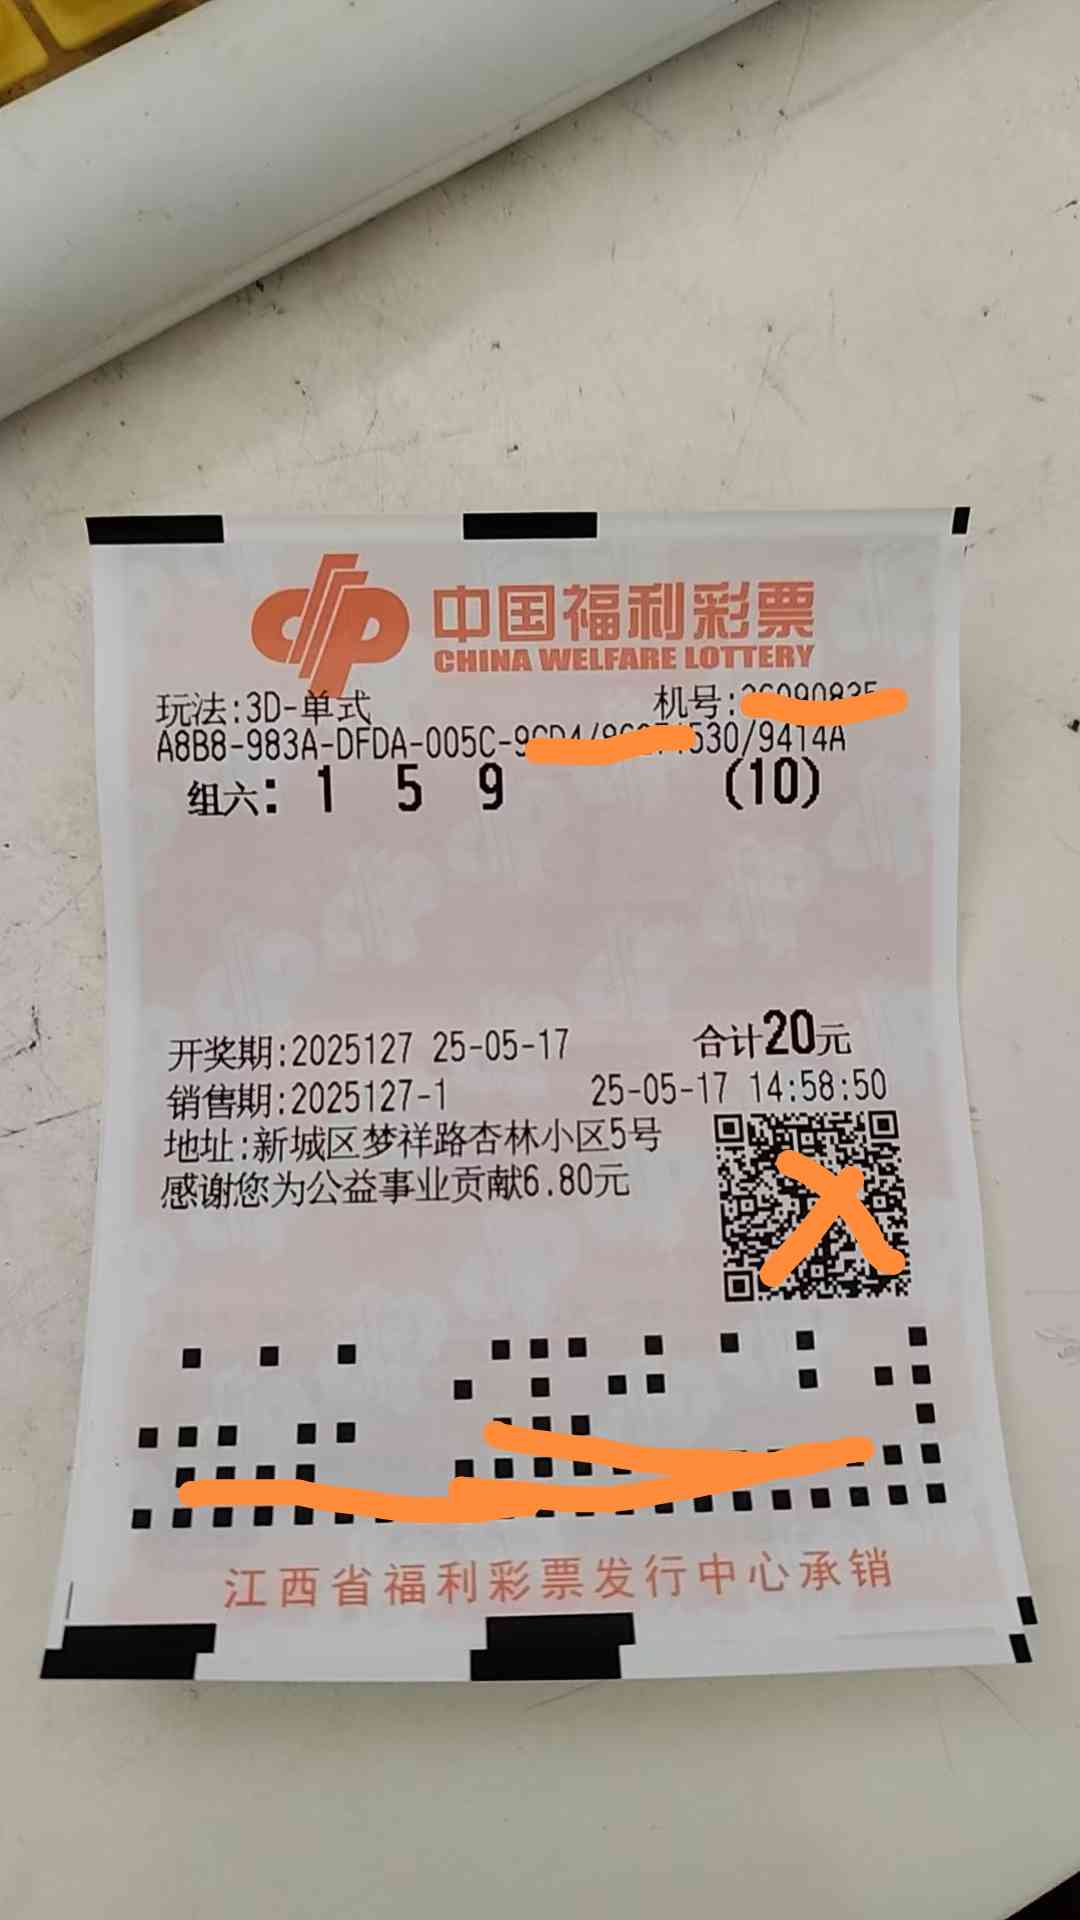 中国福利彩票
CHINA WELFARE LOTTERY
玩法:3D-单式 机号:
A8B8-983A-DFDA-005C- 530/9414A
组六: 1 5 9 (10)
开奖期:2025127 25-05-17 合计20元
销售期:2025127-1 25-05-17 14:58:50
地址:新城区梦祥路杏林小区5号
感谢您为公益事业贡献6.80元
江西省福利彩票发行中心承销